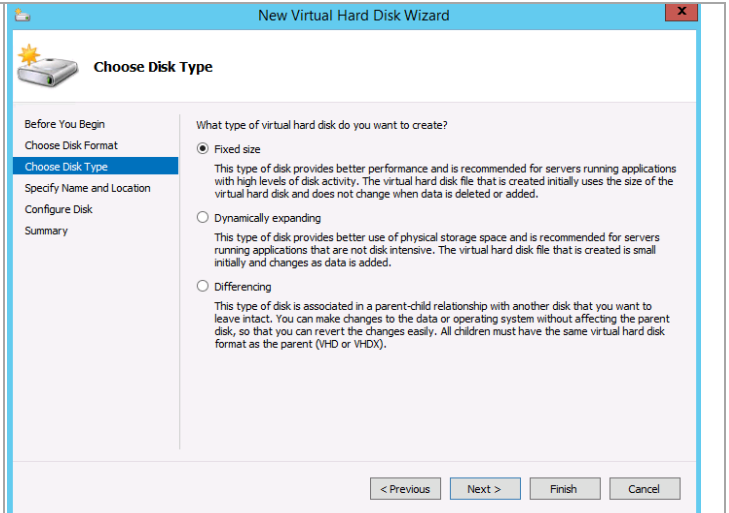 New Virtual Hard Disk Wizard
x
Choose Disk Type
Before You Begin
Choose Disk Format
Choose Disk Type
Specify Name and Location
Configure Disk
Summary
What type of virtual hard disk do you want to create?
Fixed size
This type of disk provides better performance and is recommended for servers running applications
with high levels of disk activity. The virtual hard disk file that is created initially uses the size of the
virtual hard disk and does not change when data is deleted or added.
Dynamically expanding
This type of disk provides better use of physical storage space and is recommended for servers
running applications that are not disk intensive. The virtual hard disk file that is created is small
initially and changes as data is added.
Differencing
This type of disk is associated in a parent-child relationship with another disk that you want to
leave intact. You can make changes to the data or operating system without affecting the parent
disk, so that you can revert the changes easily. All children must have the same virtual hard disk
format as the parent (VHD or VHDX).
< Previous
Next >
Finish
Cancel